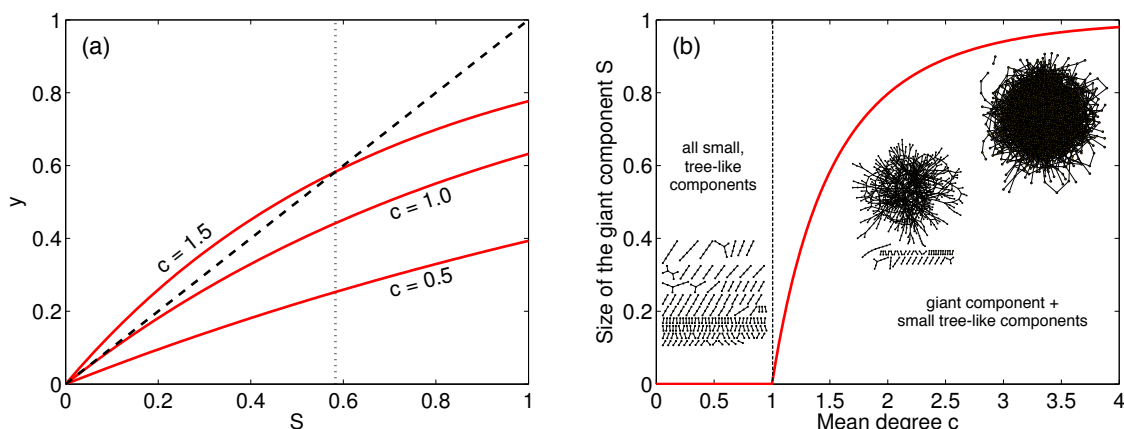 (a)
1
0.8
0.6
0.4
0.2
0
y
c = 1.5
c = 1.0
c = 0.5
0
0.2
0.4
0.6
0.8
1
S
(b)
1
0.8
0.6
0.4
0.2
0
Size of the giant component S
all small,
tree-like
components
giant component +
small tree-like components
0
0.5
1
1.5
2
2.5
3
3.5
4
Mean degree c